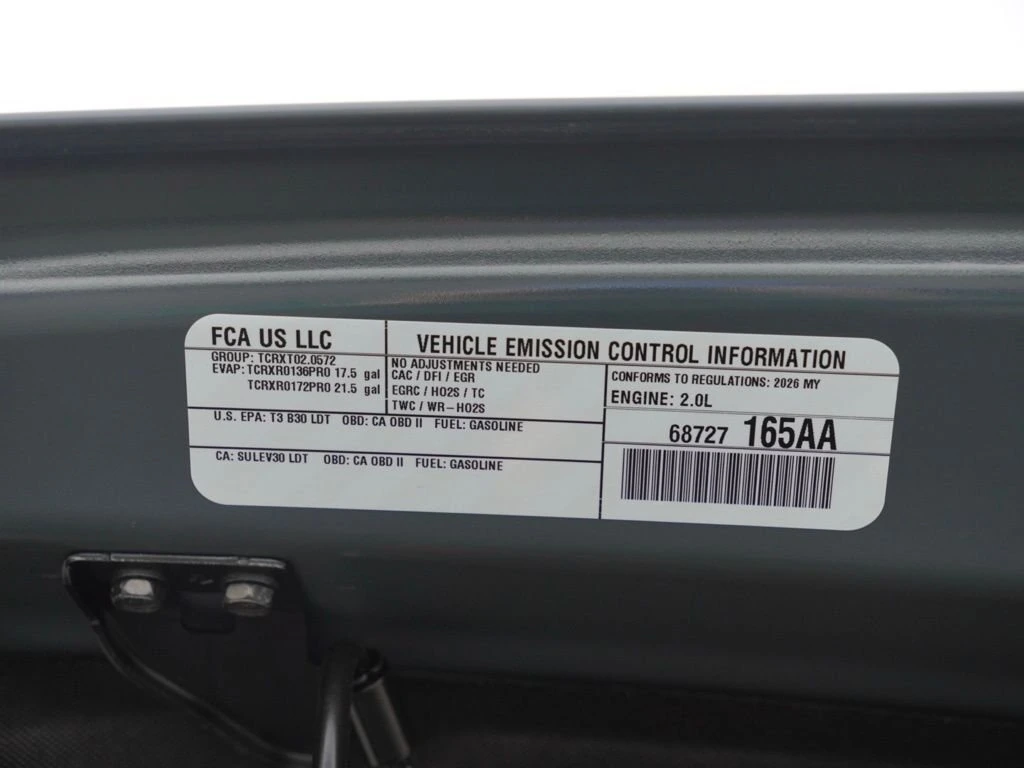 FCA US LLC
GROUP: TCRXT02.0572
EVAP: TCRXR0136PR0 17.5 gal
TCRXR0172PR0 21.5 gal
VEHICLE EMISSION CONTROL INFORMATION
NO ADJUSTMENTS NEEDED
CAC / DFI / EGR
EGRC / HO2S / TC
TWC / WR-HO2S
CONFORMS TO REGULATIONS: 2026 MY
ENGINE: 2.0L
U.S. EPA: T3 B30 LDT OBD: CA OBD II FUEL: GASOLINE
68727 165AA
CA: SULEV30 LDT OBD: CA OBD II FUEL: GASOLINE